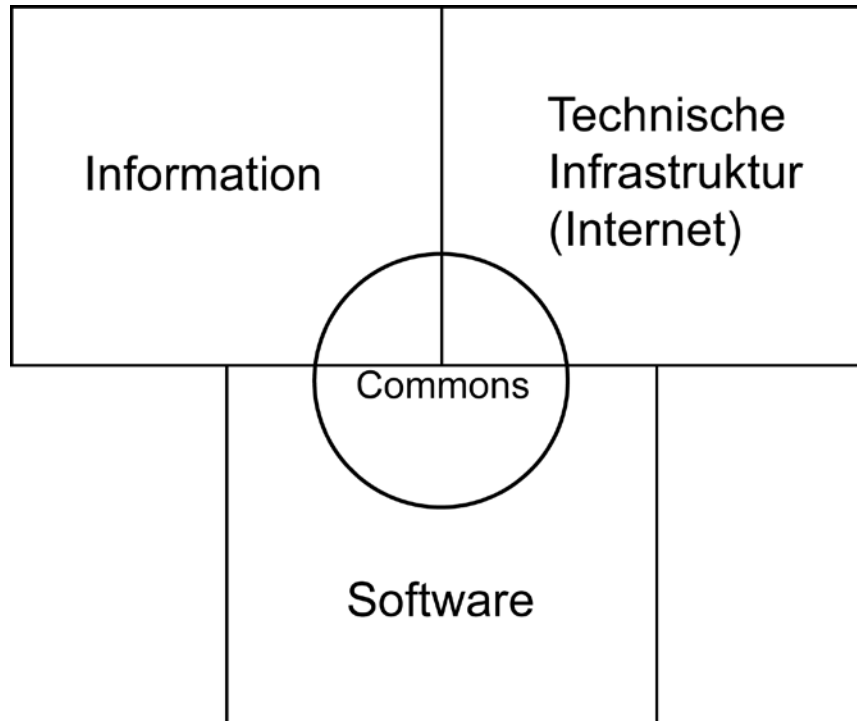 Information
Technische
Infrastruktur
(Internet)
Commons
Software